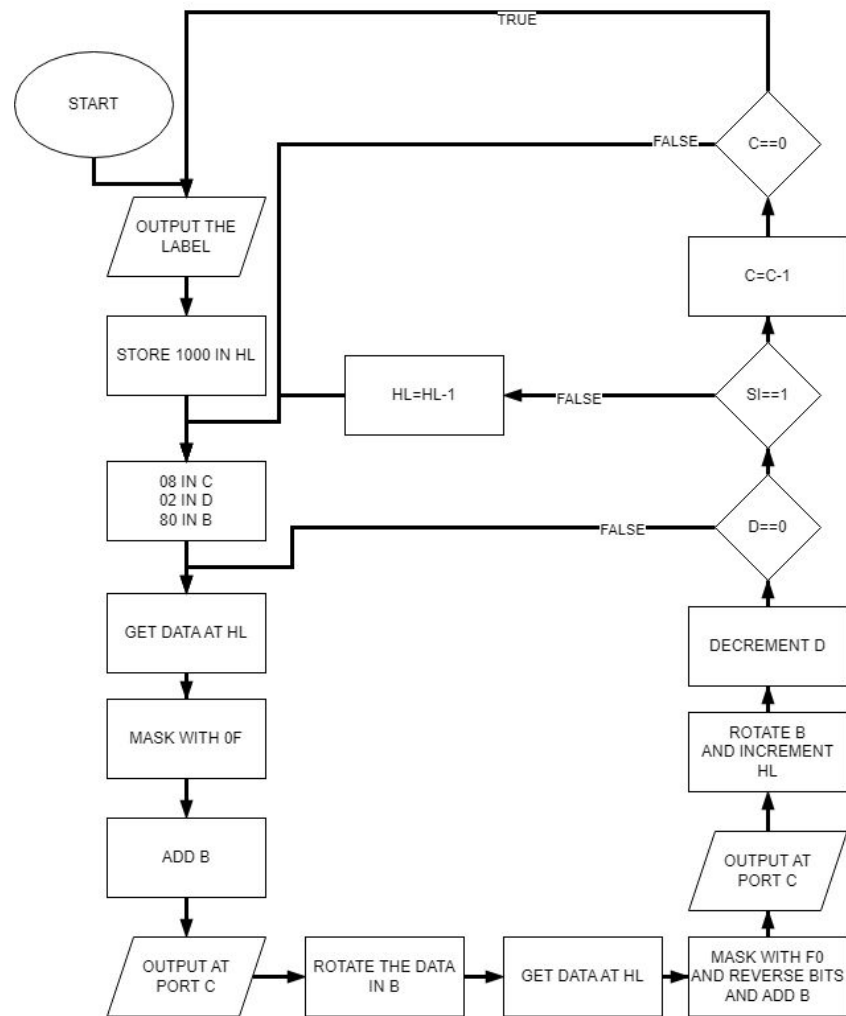 TRUE
START
C==0
FALSE
OUTPUT THE
LABEL
C=C-1
STORE 1000 IN HL
HL=HL-1
FALSE
SI==1
08 IN C
02 IN D
80 IN B
FALSE
D==0
GET DATA AT HL
DECREMENT D
MASK WITH 0F
ROTATE B
AND INCREMENT
HL
ADD B
OUTPUT AT
PORT C
OUTPUT AT
PORT C
ROTATE THE DATA
IN B
GET DATA AT HL
MASK WITH F0
AND REVERSE BITS
AND ADD B